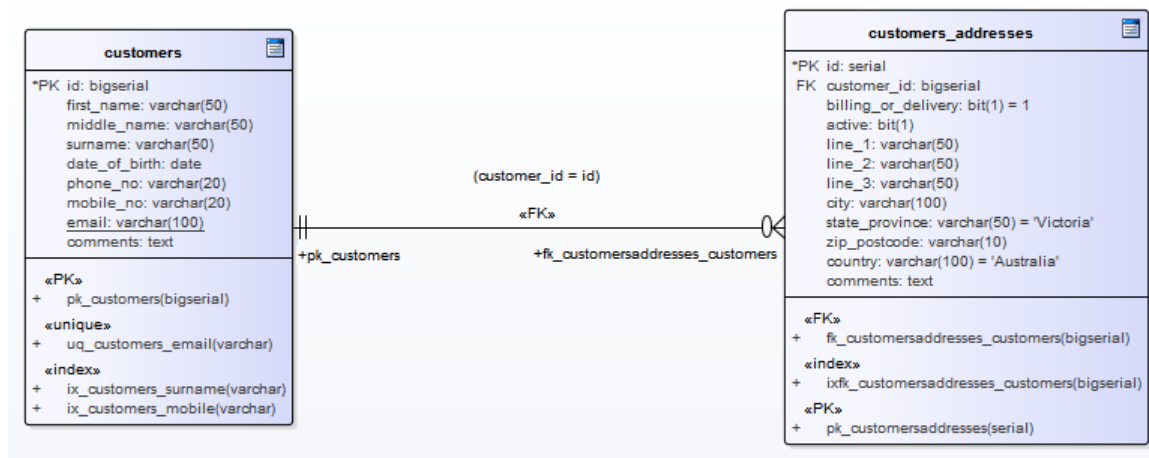 customers
*PK id: bigserial
first_name: varchar(50)
middle_name: varchar(50)
surname: varchar(50)
date_of_birth: date
phone_no: varchar(20)
mobile_no: varchar(20)
email: varchar(100)
comments: text
«PK»
+ pk_customers(bigserial)
«unique»
+ uq_customers_email(varchar)
«index»
+ ix_customers_surname(varchar)
+ ix_customers_mobile(varchar)
(customer_id = id)
«FK»
+pk_customers
+fk_customersaddresses_customers
customers_addresses
*PK id: serial
FK customer_id: bigserial
billing_or_delivery: bit(1) = 1
active: bit(1)
line_1: varchar(50)
line_2: varchar(50)
line_3: varchar(50)
city: varchar(100)
state_province: varchar(50) = 'Victoria'
zip_postcode: varchar(10)
country: varchar(100) = 'Australia'
comments: text
«FK»
+ fk_customersaddresses_customers(bigserial)
«index»
+ ixfk_customersaddresses_customers(bigserial)
«PK»
+ pk_customersaddresses(serial)